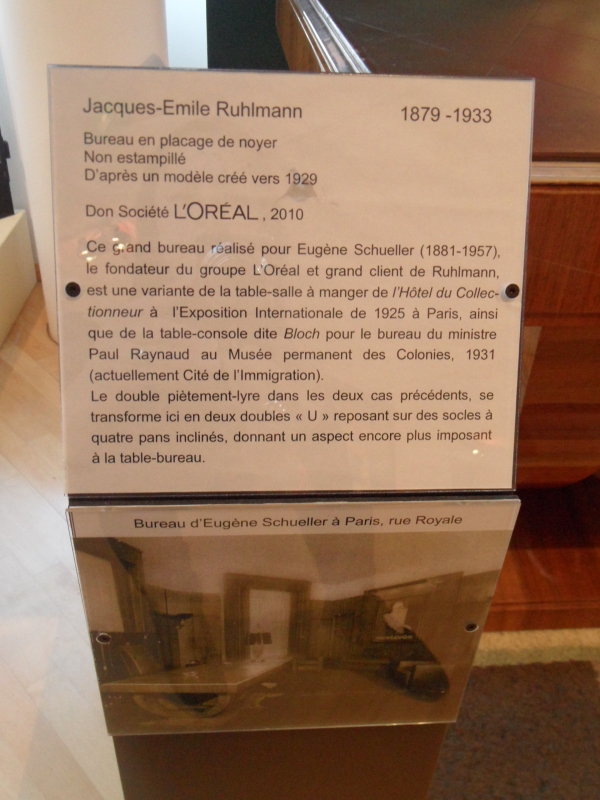 Jacques-Emile Ruhlmann 1879 -1933
Bureau en placage de noyer
Non estampillé
D'après un modèle créé vers 1929
Don Société L'ORÉAL , 2010
Ce grand bureau réalisé pour Eugène Schueller (1881-1957),
le fondateur du groupe L'Oréal et grand client de Ruhlmann,
est une variante de la table-salle à manger de l'Hôtel du Collec-
tionneur à l'Exposition Internationale de 1925 à Paris, ainsi
que de la table-console dite Bloch pour le bureau du ministre
Paul Raynaud au Musée permanent des Colonies, 1931
(actuellement Cité de l'Immigration).
Le double piètement-lyre dans les deux cas précédents, se
transforme ici en deux doubles « U » reposant sur des socles à
quatre pans inclinés, donnant un aspect encore plus imposant
à la table-bureau.
Bureau d'Eugène Schueller à Paris, rue Royale